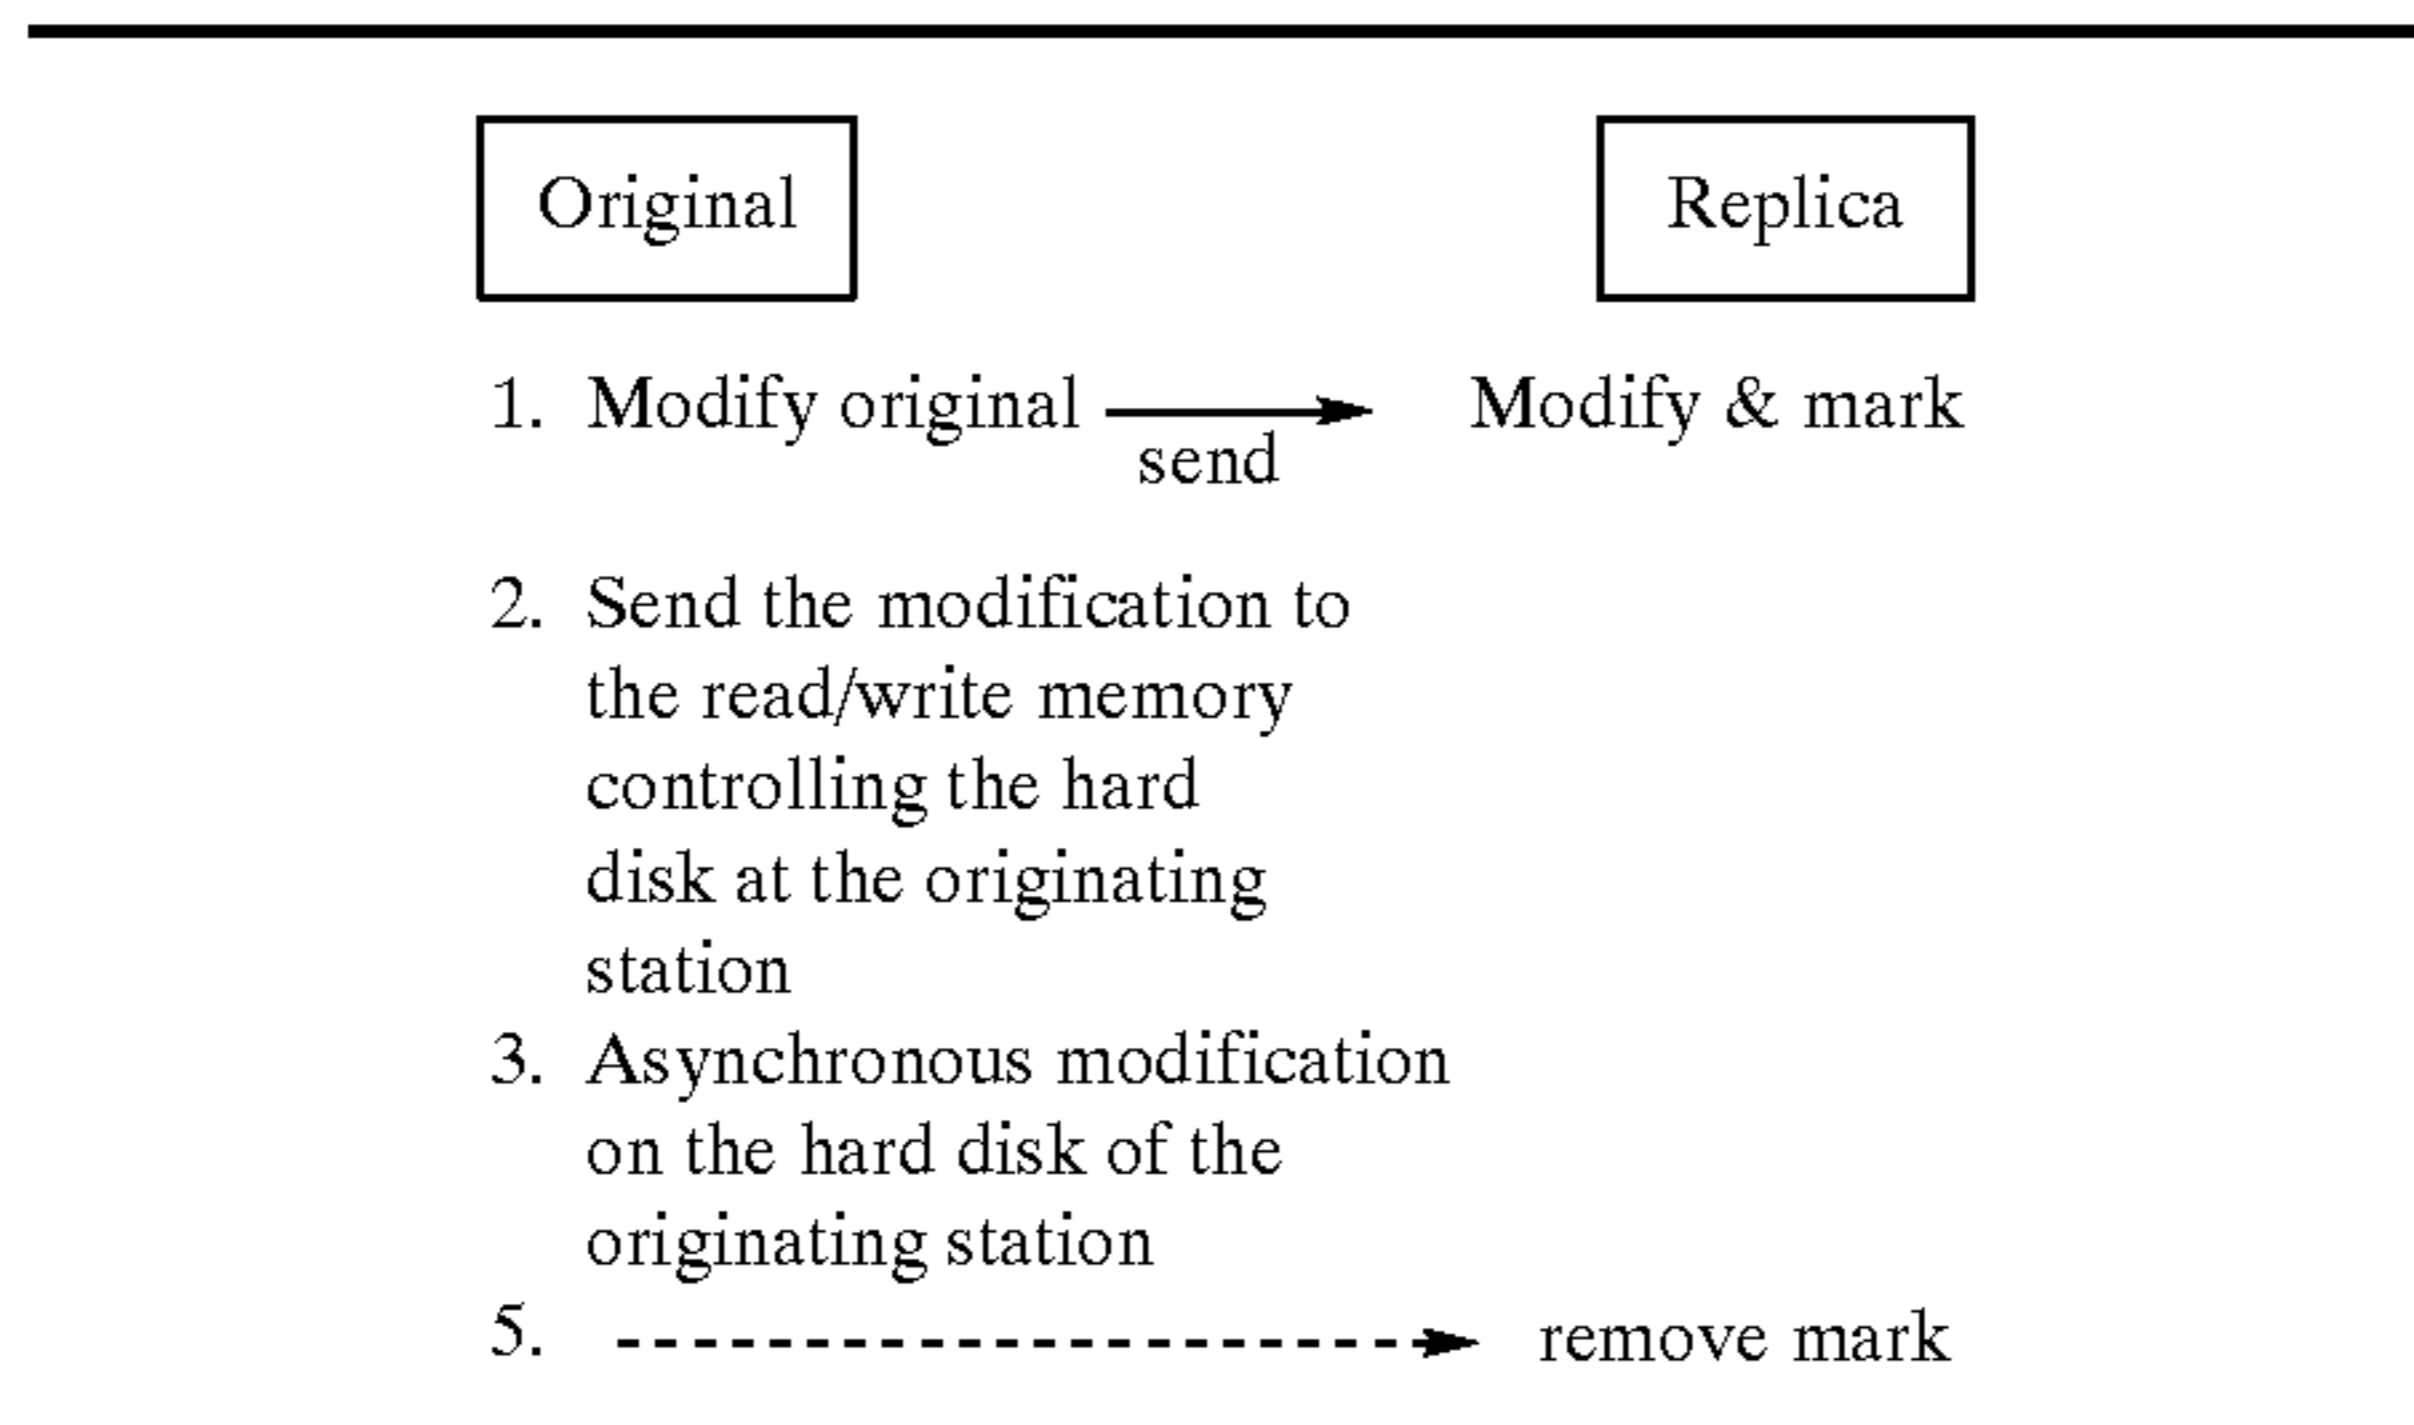 Original
Replica
1. Modify original
send
Modify & mark
2. Send the modification to
the read/write memory
controlling the hard
disk at the originating
station
3. Asynchronous modification
on the hard disk of the
originating station
5.
remove mark